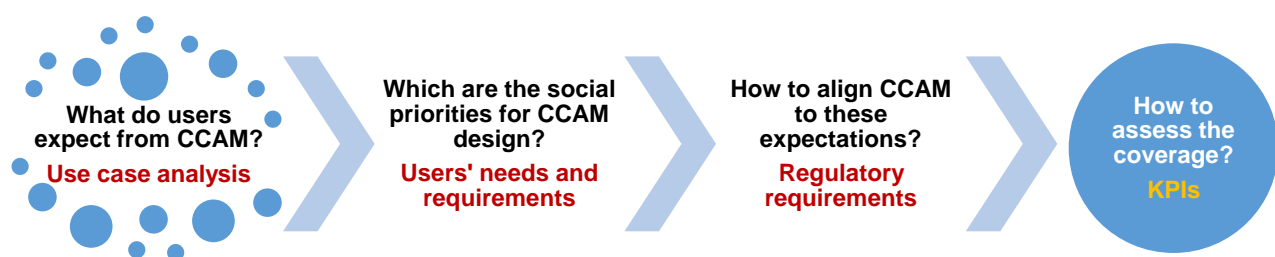 What do users
expect from CCAM?
Use case analysis
Which are the social
priorities for CCAM
design?
Users' needs and
requirements
How to align CCAM
to these
expectations?
Regulatory
requirements
How to
assess the
coverage?
KPIs